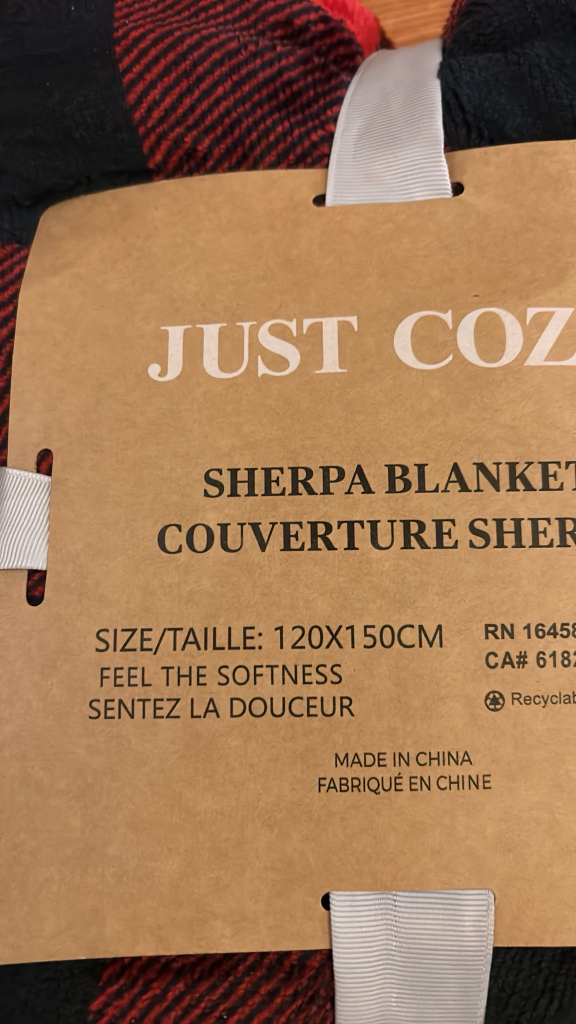 JUST COZ
SHERPA BLANKET
COUVERTURE SHER
SIZE/TAILLE: 120X150CM
FEEL THE SOFTNESS
SENTEZ LA DOUCEUR
RN 16458
CA# 6182
Recyclab
MADE IN CHINA
FABRIQUÉ EN CHINE